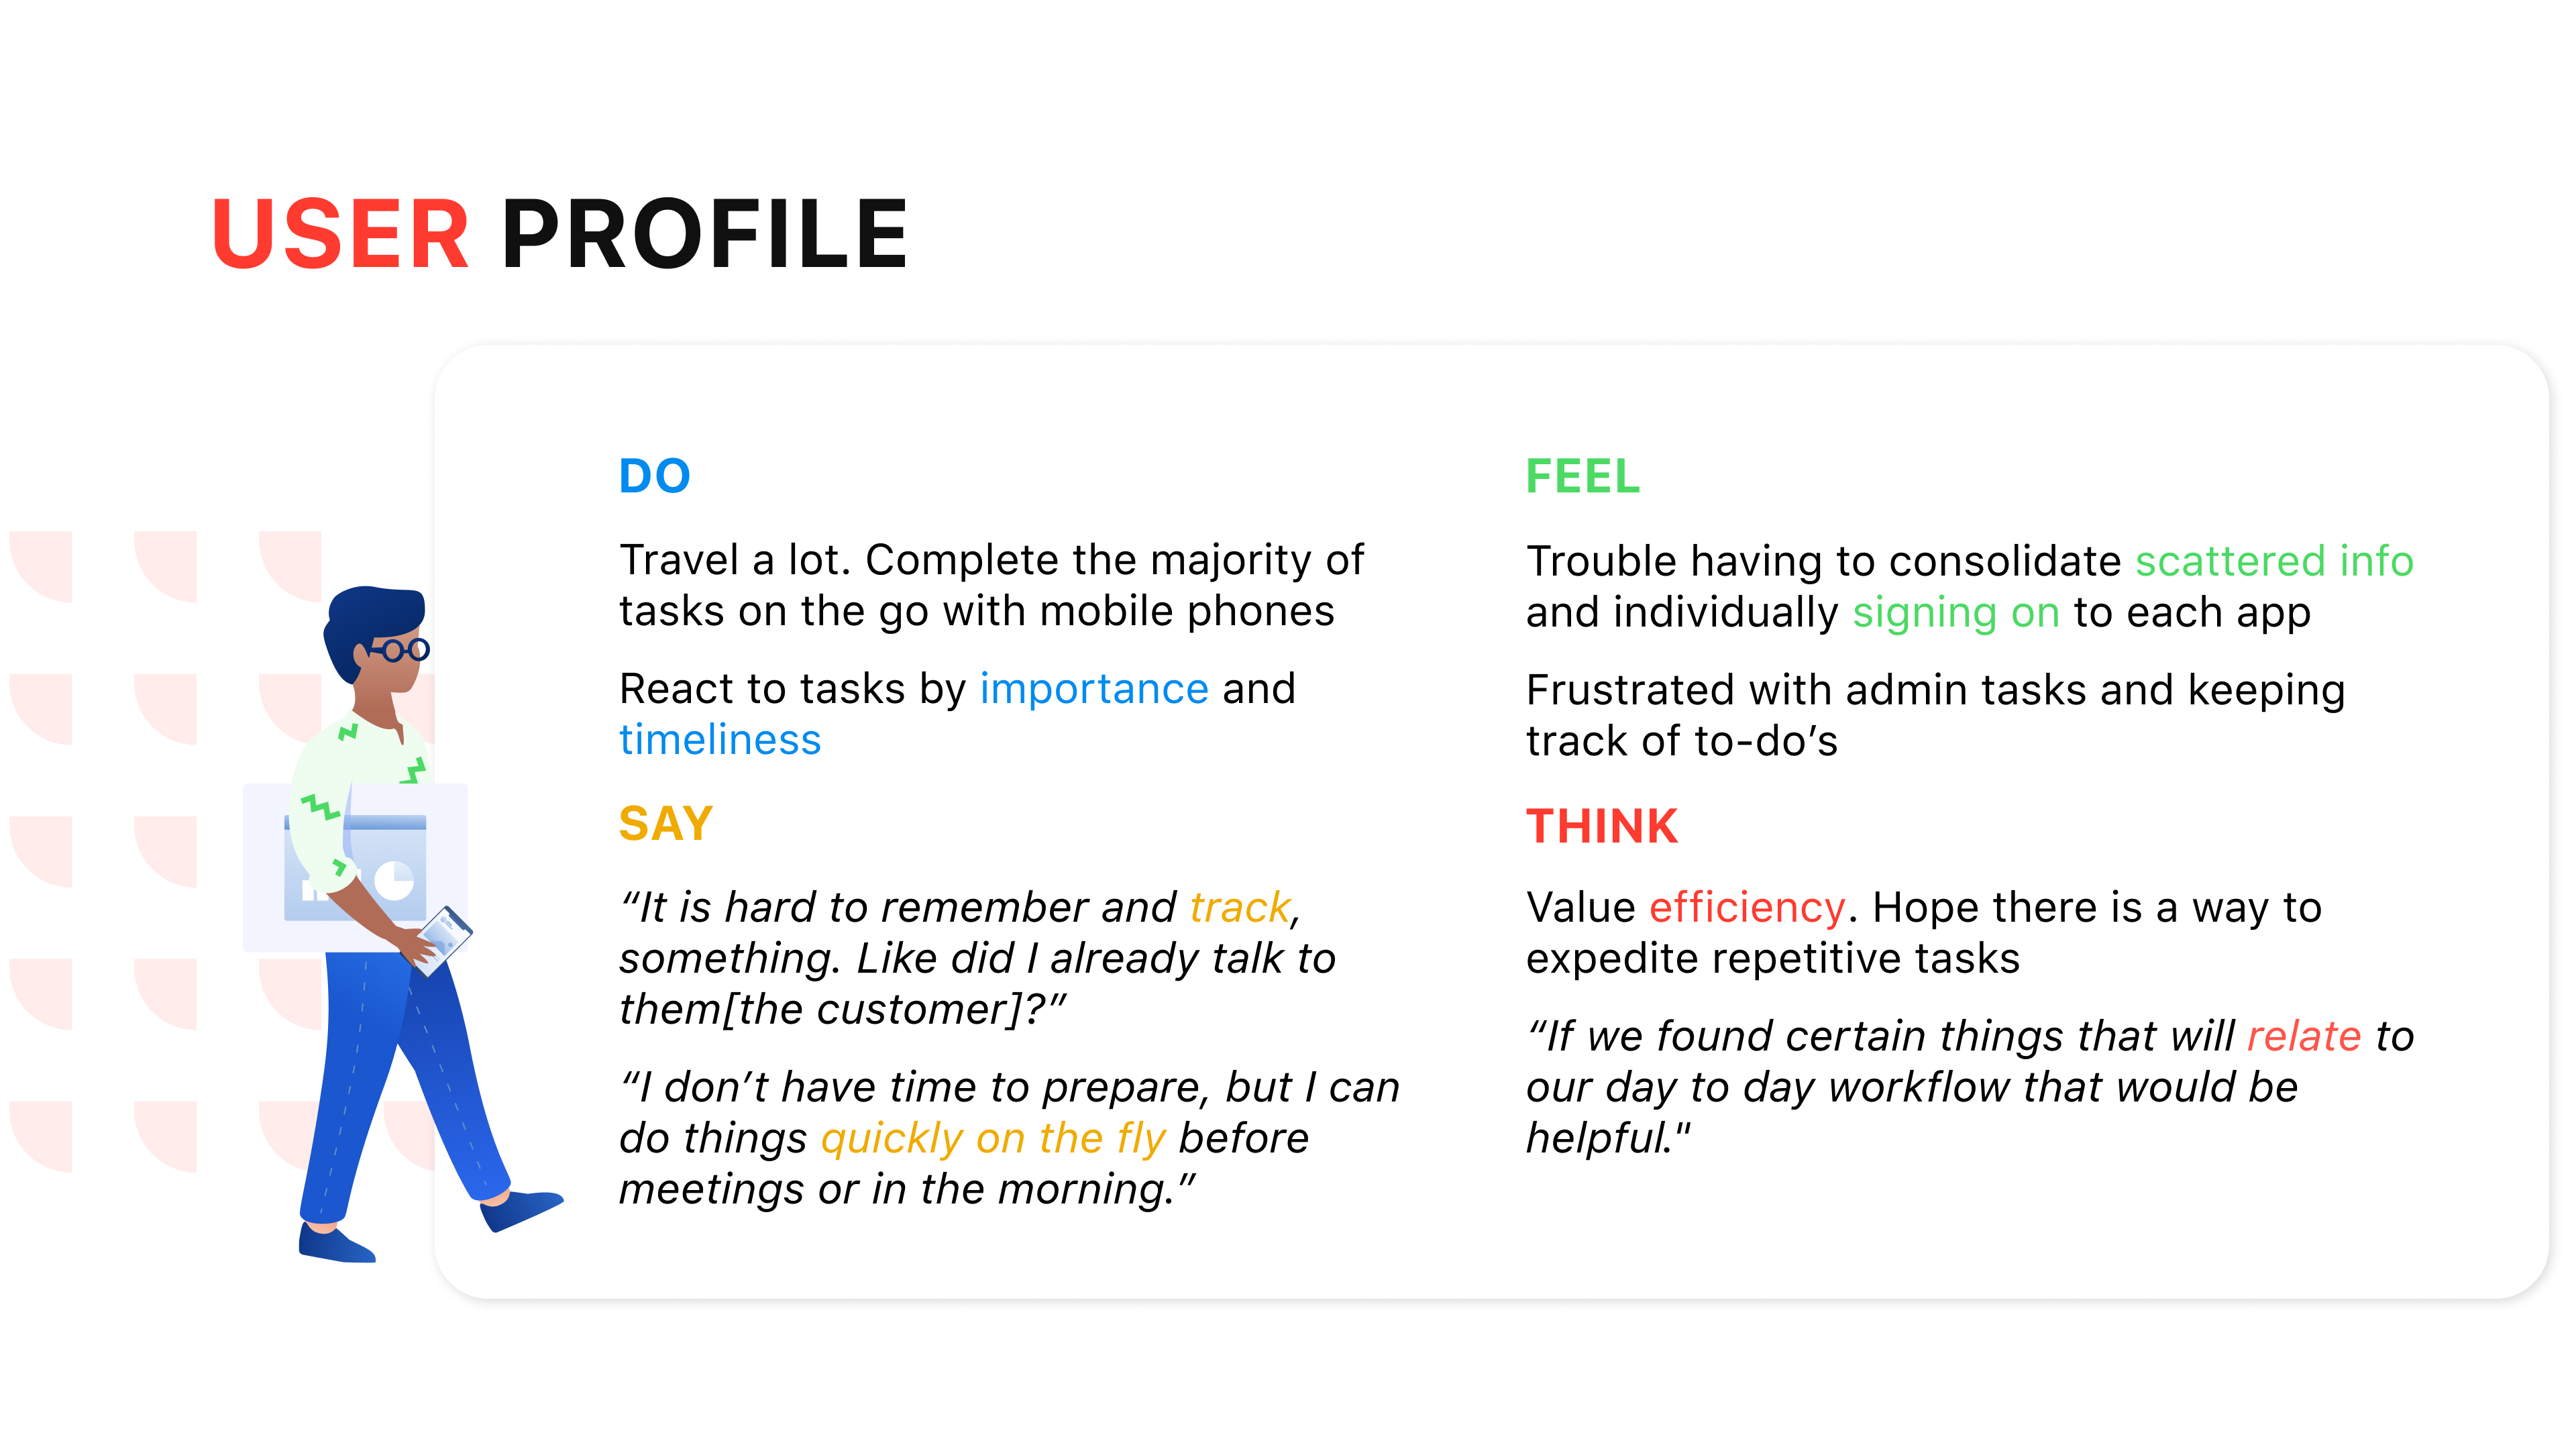 USER PROFILE
DO
Travel a lot. Complete the majority of
tasks on the go with mobile phones
React to tasks by importance and
timeliness
SAY
“It is hard to remember and track,
something. Like did I already talk to
them[the customer]?”
“I don’t have time to prepare, but I can
do things quickly on the fly before
meetings or in the morning.”
FEEL
Trouble having to consolidate scattered info
and individually signing on to each app
Frustrated with admin tasks and keeping
track of to-do’s
THINK
Value efficiency. Hope there is a way to
expedite repetitive tasks
“If we found certain things that will relate to
our day to day workflow that would be
helpful."